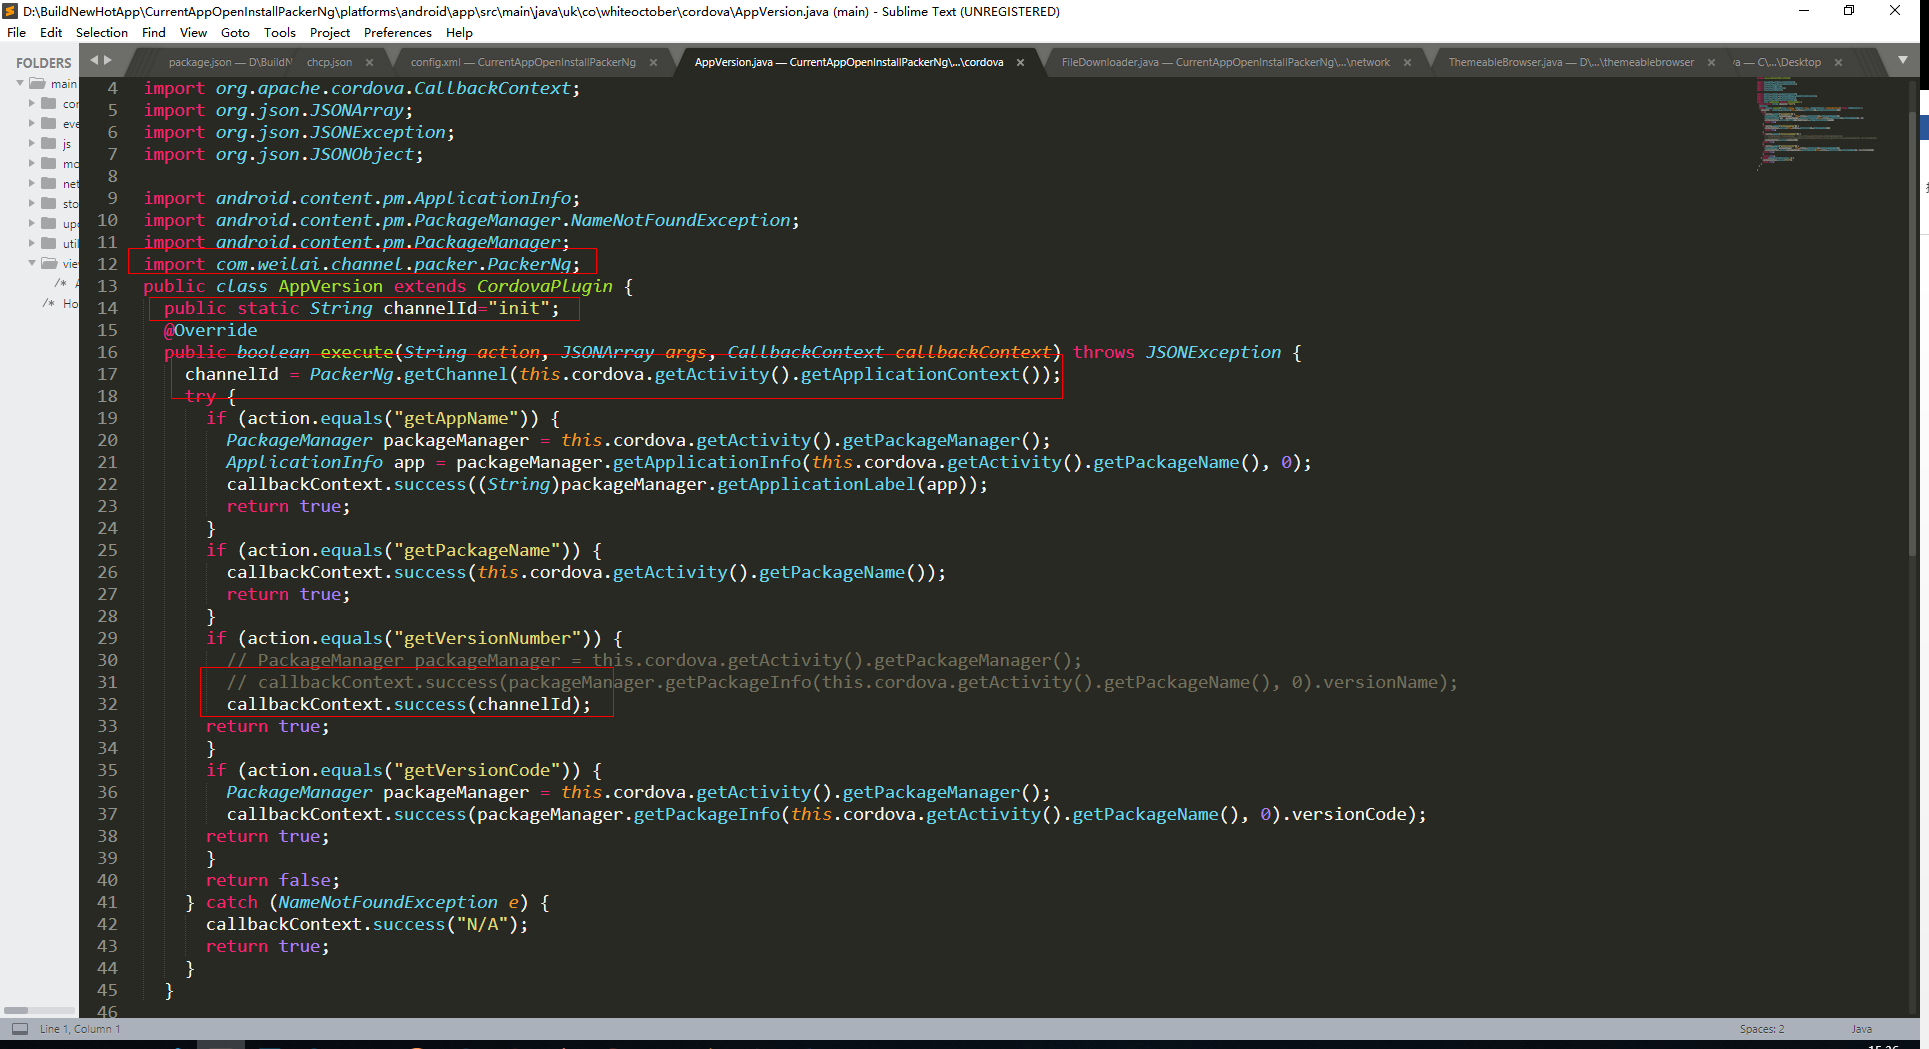 D:\BuildNewHotApp\CurrentAppOpenInstallPackerNg\platforms\android\app\src\main\java\uk\co\whiteoctober\cordova\AppVersion.java (main) - Sublime Text (UNREGISTERED)
File Edit Selection Find View Goto Tools Project Preferences Help
FOLDERS
main
cor
eve
js
mo
net
sto
upc
util
vie
/* A
/* Ho
package.json — D:\BuildN
chcp.json
config.xml — CurrentAppOpenInstallPackerNg
AppVersion.java — CurrentAppOpenInstallPackerNg\...\cordova
FileDownloader.java — CurrentAppOpenInstallPackerNg\...\network
ThemeableBrowser.java — D:\...\themeablebrowser
— C:\...\Desktop
4 import org.apache.cordova.CallbackContext;
5 import org.json.JSONArray;
6 import org.json.JSONException;
7 import org.json.JSONObject;
8
9 import android.content.pm.ApplicationInfo;
10 import android.content.pm.PackageManager.NameNotFoundException;
11 import android.content.pm.PackageManager;
12 import com.weilai.channel.packer.PackerNg;
13 public class AppVersion extends CordovaPlugin {
14 public static String channelId="init";
15 @Override
16 public boolean execute(String action, JSONArray args, CallbackContext callbackContext) throws JSONException {
17 channelId = PackerNg.getChannel(this.cordova.getActivity().getApplicationContext());
18 try {
19 if (action.equals("getAppName")) {
20 PackageManager packageManager = this.cordova.getActivity().getPackageManager();
21 ApplicationInfo app = packageManager.getApplicationInfo(this.cordova.getActivity().getPackageName(), 0);
22 callbackContext.success((String)packageManager.getApplicationLabel(app));
23 return true;
24 }
25 if (action.equals("getPackageName")) {
26 callbackContext.success(this.cordova.getActivity().getPackageName());
27 return true;
28 }
29 if (action.equals("getVersionNumber")) {
30 // PackageManager packageManager = this.cordova.getActivity().getPackageManager();
31 // callbackContext.success(packageManager.getPackageInfo(this.cordova.getActivity().getPackageName(), 0).versionName);
32 callbackContext.success(channelId);
33 return true;
34 }
35 if (action.equals("getVersionCode")) {
36 PackageManager packageManager = this.cordova.getActivity().getPackageManager();
37 callbackContext.success(packageManager.getPackageInfo(this.cordova.getActivity().getPackageName(), 0).versionCode);
38 return true;
39 }
40 return false;
41 } catch (NameNotFoundException e) {
42 callbackContext.success("N/A");
43 return true;
44 }
45 }
46
Line 1, Column 1
Spaces: 2
Java